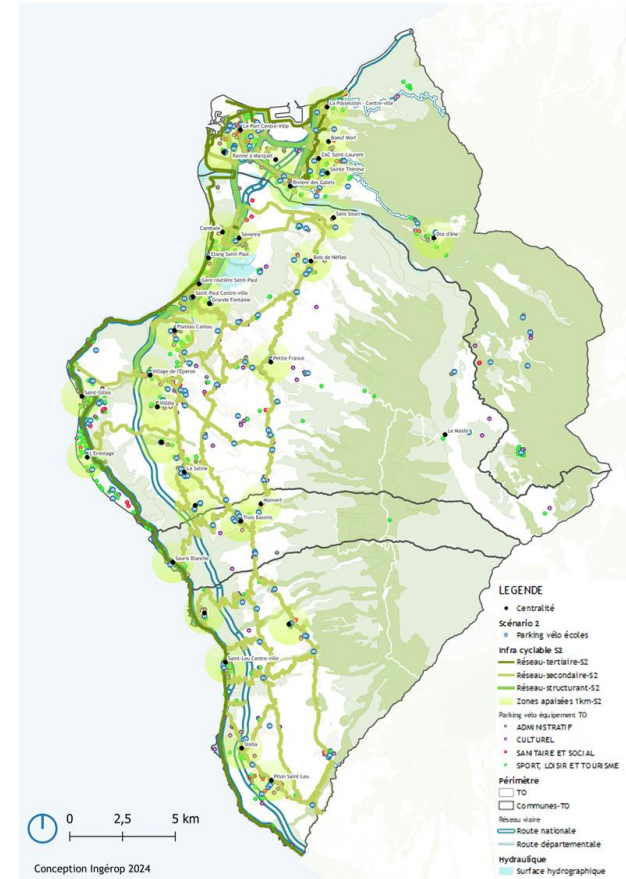 La Possession - Centre-ville
Le Port Centre-Ville
Boeuf Mort
Ravine à Marquet
ZAC Saint-Laurent
Sainte Thérèse
Rivière des Galets
Sans Souci
Cambaie
Savanna
Dos d'Ane
Etang Saint-Paul
Bois de Nèfles
Gare routière Saint-Paul
Saint-Paul Centre-ville
Grande Fontaine
Plateau Caillou
Petite France
Village de l'Eperon
Saint-Gilles
Villèle
Le Maïdo
L'Ermitage
La Saline
Monvert
Trois Bassins
Souris Blanche
Saint-Leu Centre-ville
Stella
Piton Saint-Leu
LEGENDE
Centralité
Scénario 2
Parking vélo écoles
Infra cyclable S2
Réseau-tertiaire-S2
Réseau-secondaire-S2
Réseau-structurant-S2
Zones apaisées 1km-S2
Parking vélo équipement TO
ADMINISTRATIF
CULTUREL
SANITAIRE ET SOCIAL
SPORT, LOISIR ET TOURISME
Périmètre
TO
Communes-TO
Réseau viaire
Route nationale
Route départementale
Hydraulique
Surface hydrographique
0 2,5 5 km
Conception Ingérop 2024